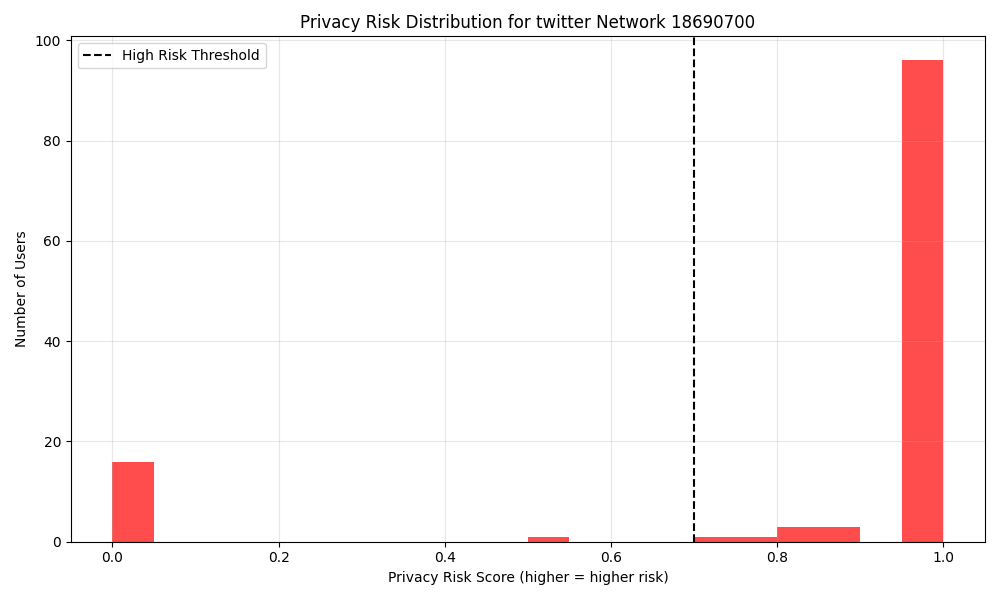 Privacy Risk Distribution for twitter Network 18690700
High Risk Threshold
100
80
60
40
20
0
Number of Users
0.0 0.2 0.4 0.6 0.8 1.0
Privacy Risk Score (higher = higher risk)